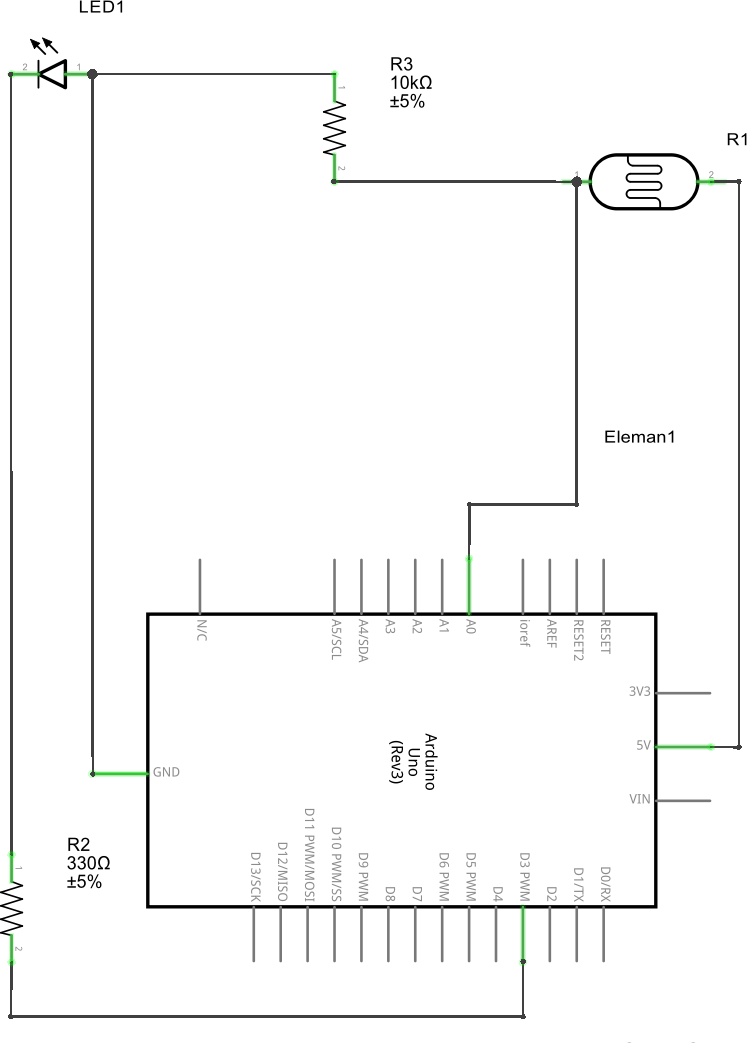 LED1
2
1
R3
10kΩ
±5%
1
2
R1
1
2
Eleman1
N/C
A5/SCL
A4/SDA
A3
A2
A1
A0
ioref
AREF
RESET2
RESET
3V3
5V
VIN
GND
Arduino
Uno
(Rev3)
R2
330Ω
±5%
1
2
D13/SCK
D12/MISO
D11 PWM/MOSI
D10 PWM/SS
D9 PWM
D8
D7
D6 PWM
D5 PWM
D4
D3 PWM
D2
D1/TX
D0/RX